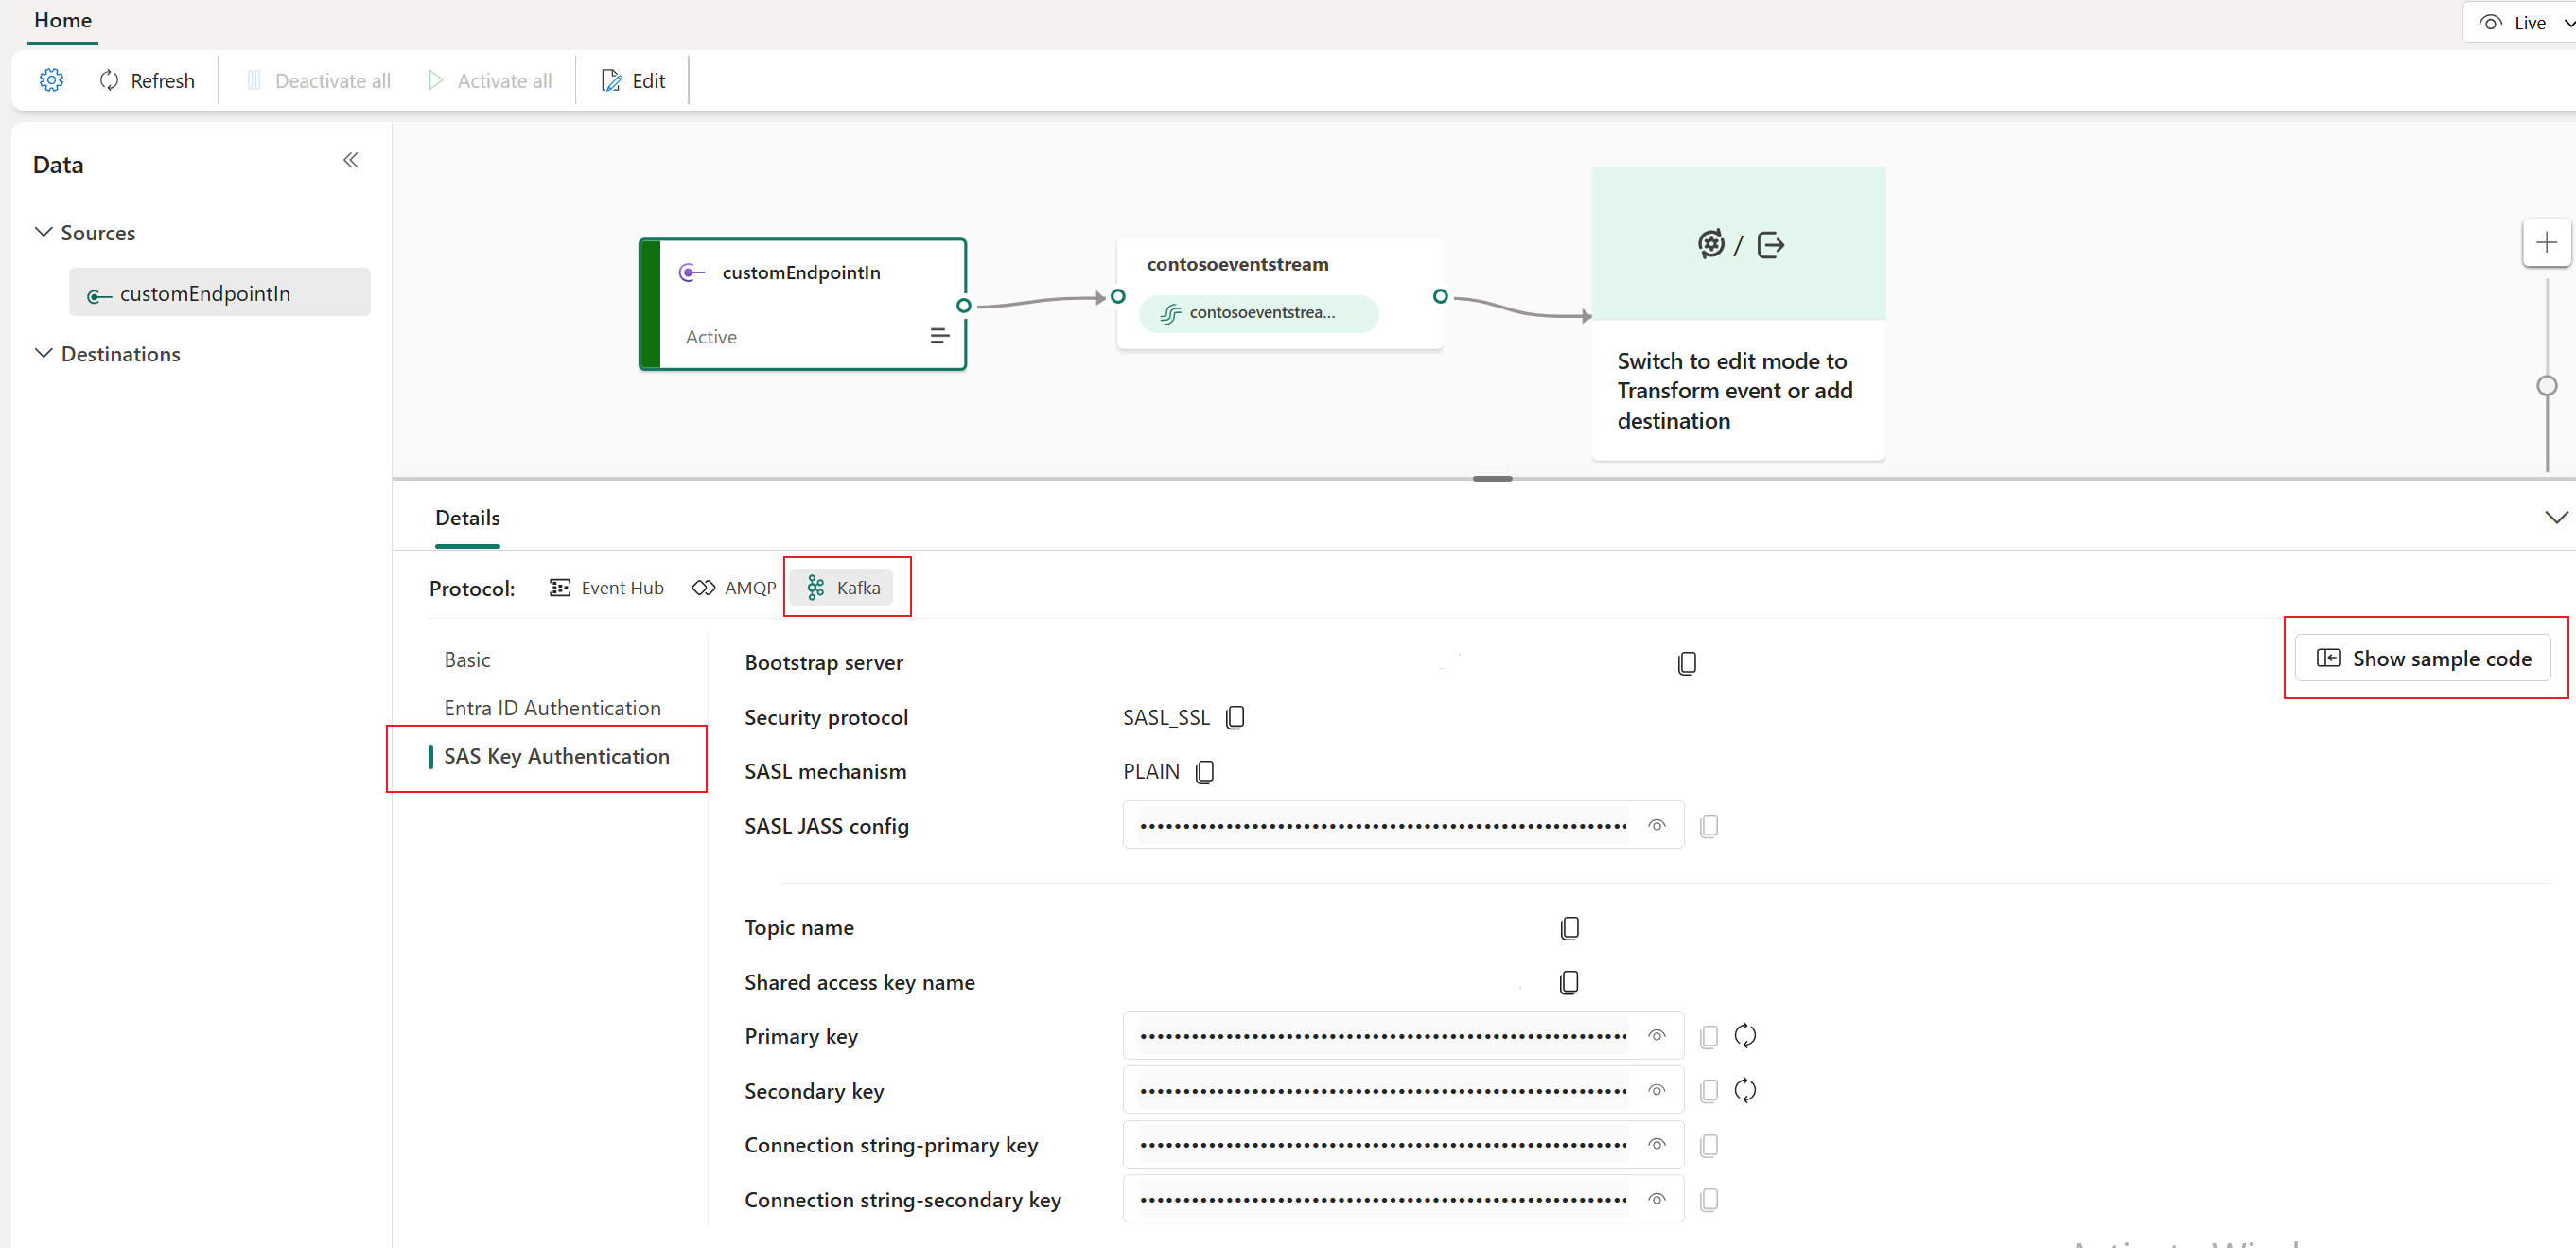 Home
Live
Refresh
Deactivate all
Activate all
Edit
Data
Sources
customEndpointIn
Destinations
customEndpointIn
Active
contosoeventstream
contosoeventstrea...
/
Switch to edit mode to
Transform event or add
destination
Details
Protocol:
Event Hub
AMQP
Kafka
Basic
Entra ID Authentication
SAS Key Authentication
Show sample code
Bootstrap server
Security protocol
SASL_SSL
SASL mechanism
PLAIN
SASL JASS config
Topic name
Shared access key name
Primary key
Secondary key
Connection string-primary key
Connection string-secondary key